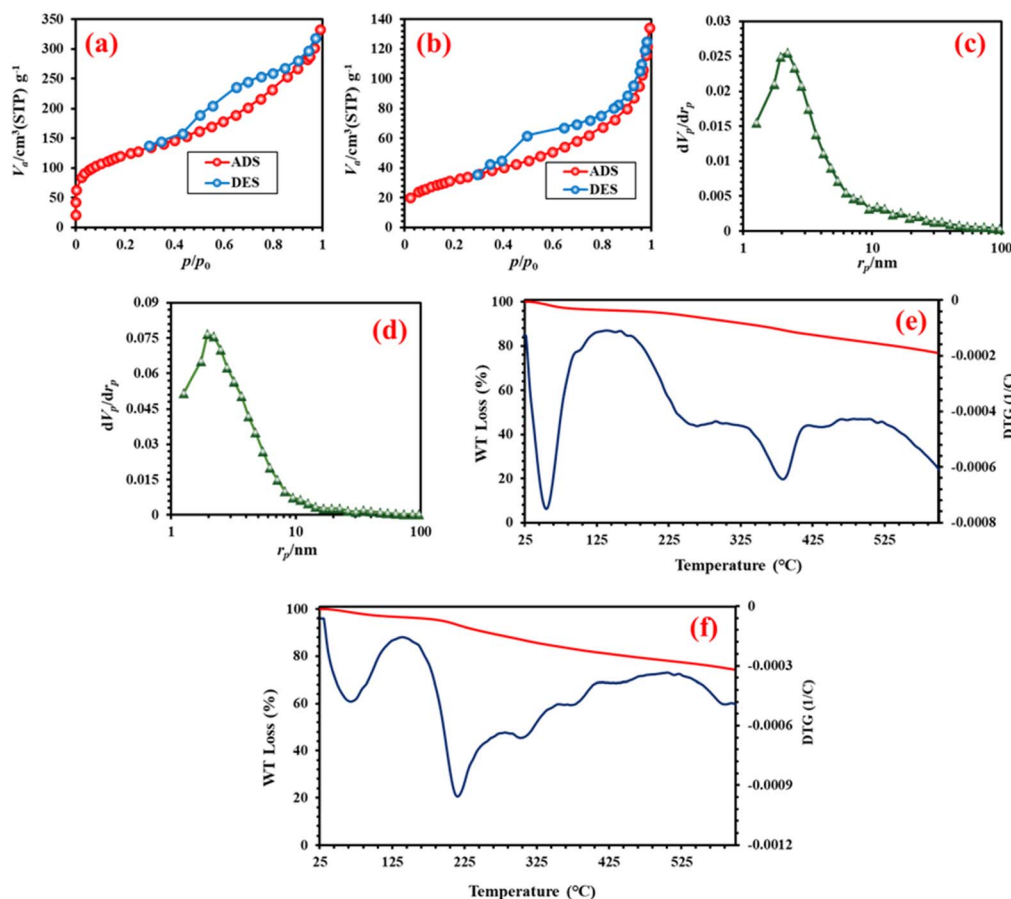 (a)
Va/cm³(STP) g⁻¹
350
300
250
200
150
100
50
0
ADS
DES
0 0.2 0.4 0.6 0.8 1
p/p₀
(b)
Va/cm³(STP) g⁻¹
140
120
100
80
60
40
20
0
ADS
DES
0 0.2 0.4 0.6 0.8 1
p/p₀
(c)
dVp/drp
0.03
0.025
0.02
0.015
0.01
0.005
0
1 10 100
rp/nm
(d)
dVp/drp
0.09
0.075
0.06
0.045
0.03
0.015
0
1 10 100
rp/nm
(e)
WT Loss (%)
100
80
60
40
20
0
25 125 225 325 425 525
Temperature (°C)
0
-0.0002
-0.0004
-0.0006
-0.0008
DTG (1/C)
(f)
WT Loss (%)
100
80
60
40
20
0
25 125 225 325 425 525
Temperature (°C)
0
-0.0003
-0.0006
-0.0009
-0.0012
DTG (1/C)